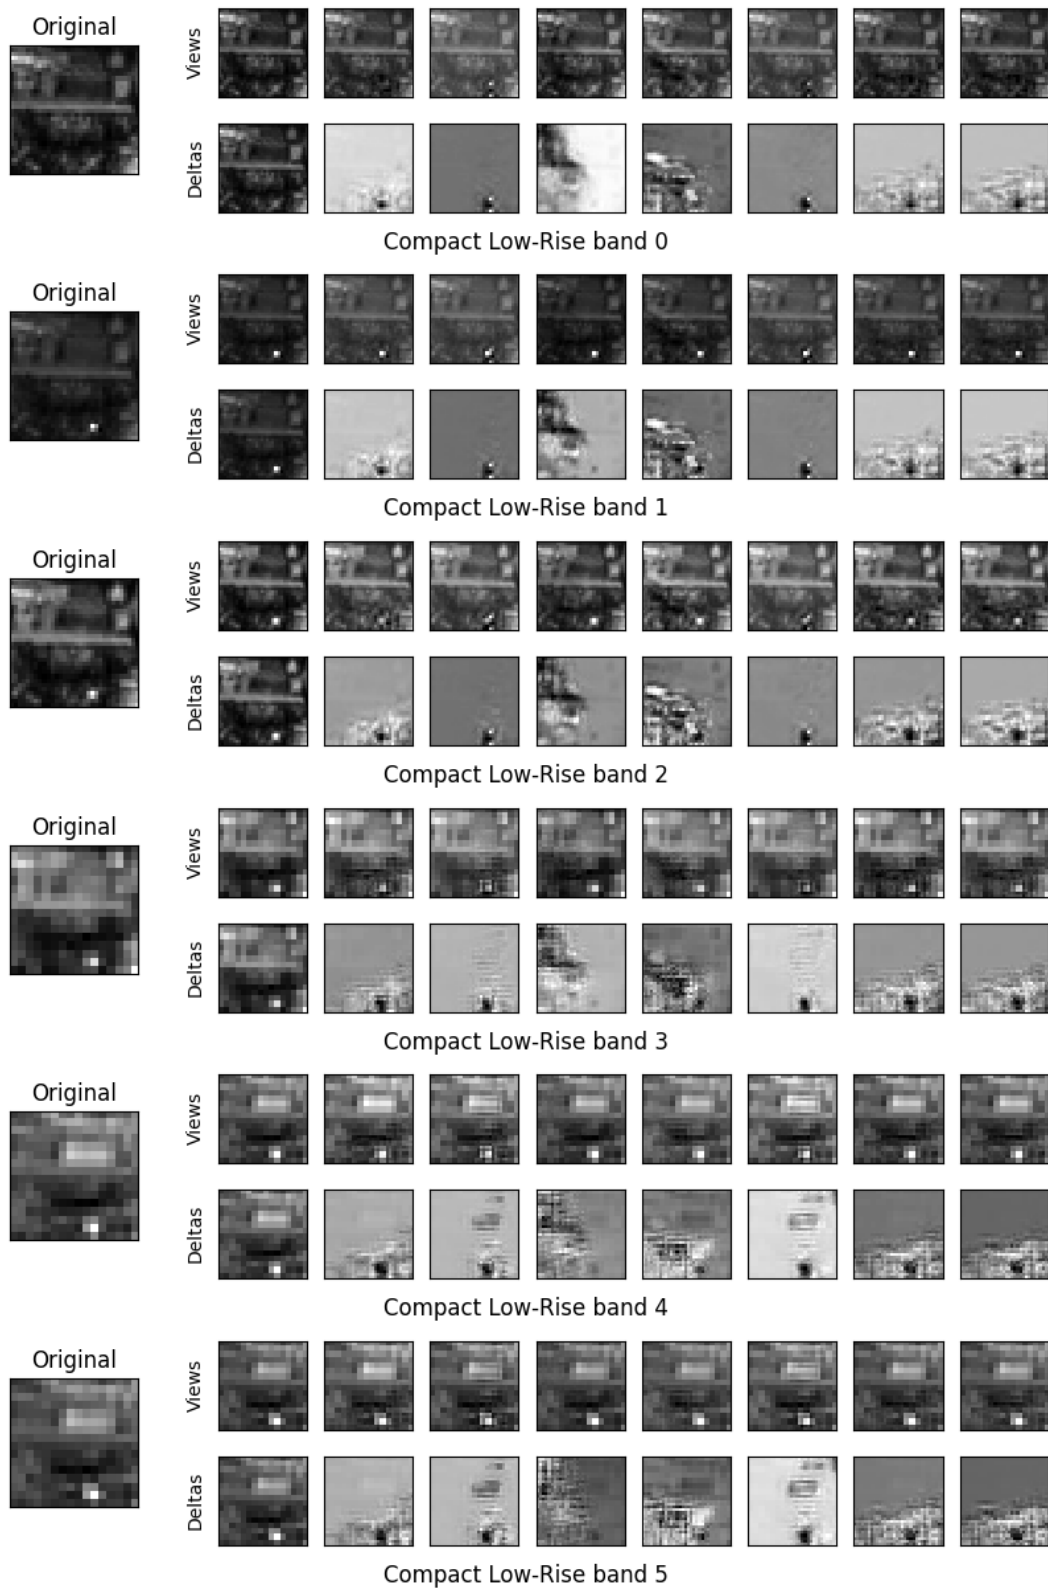 Original
Views
Deltas
Compact Low-Rise band 0
Original
Views
Deltas
Compact Low-Rise band 1
Original
Views
Deltas
Compact Low-Rise band 2
Original
Views
Deltas
Compact Low-Rise band 3
Original
Views
Deltas
Compact Low-Rise band 4
Original
Views
Deltas
Compact Low-Rise band 5